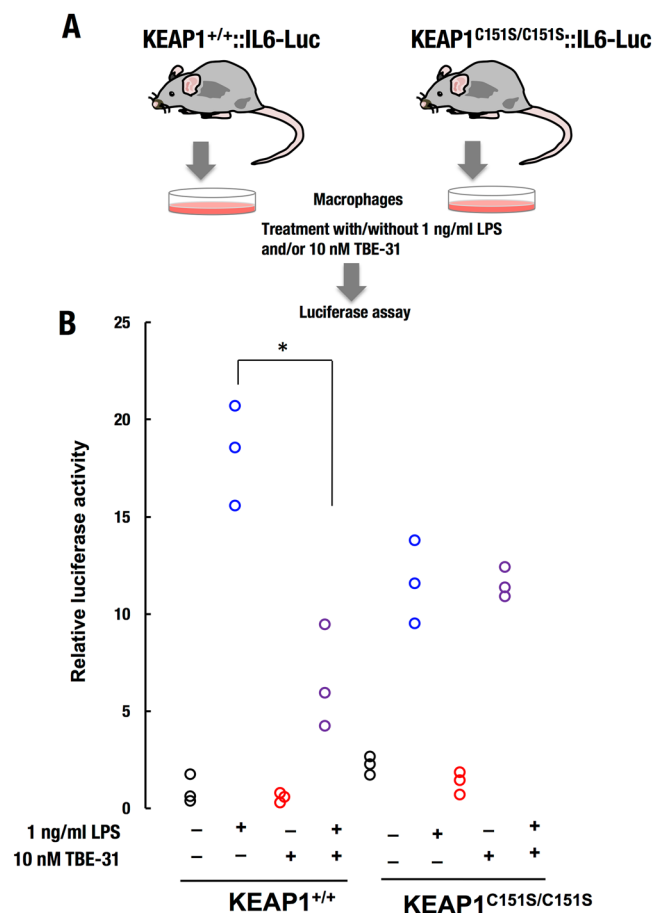 A
KEAP1+/+::IL6-Luc
KEAP1C151S/C151S::IL6-Luc
Macrophages
Treatment with/without 1 ng/ml LPS
and/or 10 nM TBE-31
Luciferase assay
B
*
Relative luciferase activity
25
20
15
10
5
0
1 ng/ml LPS – + – + – + – +
10 nM TBE-31 – – + + – – + +
KEAP1+/+
KEAP1C151S/C151S